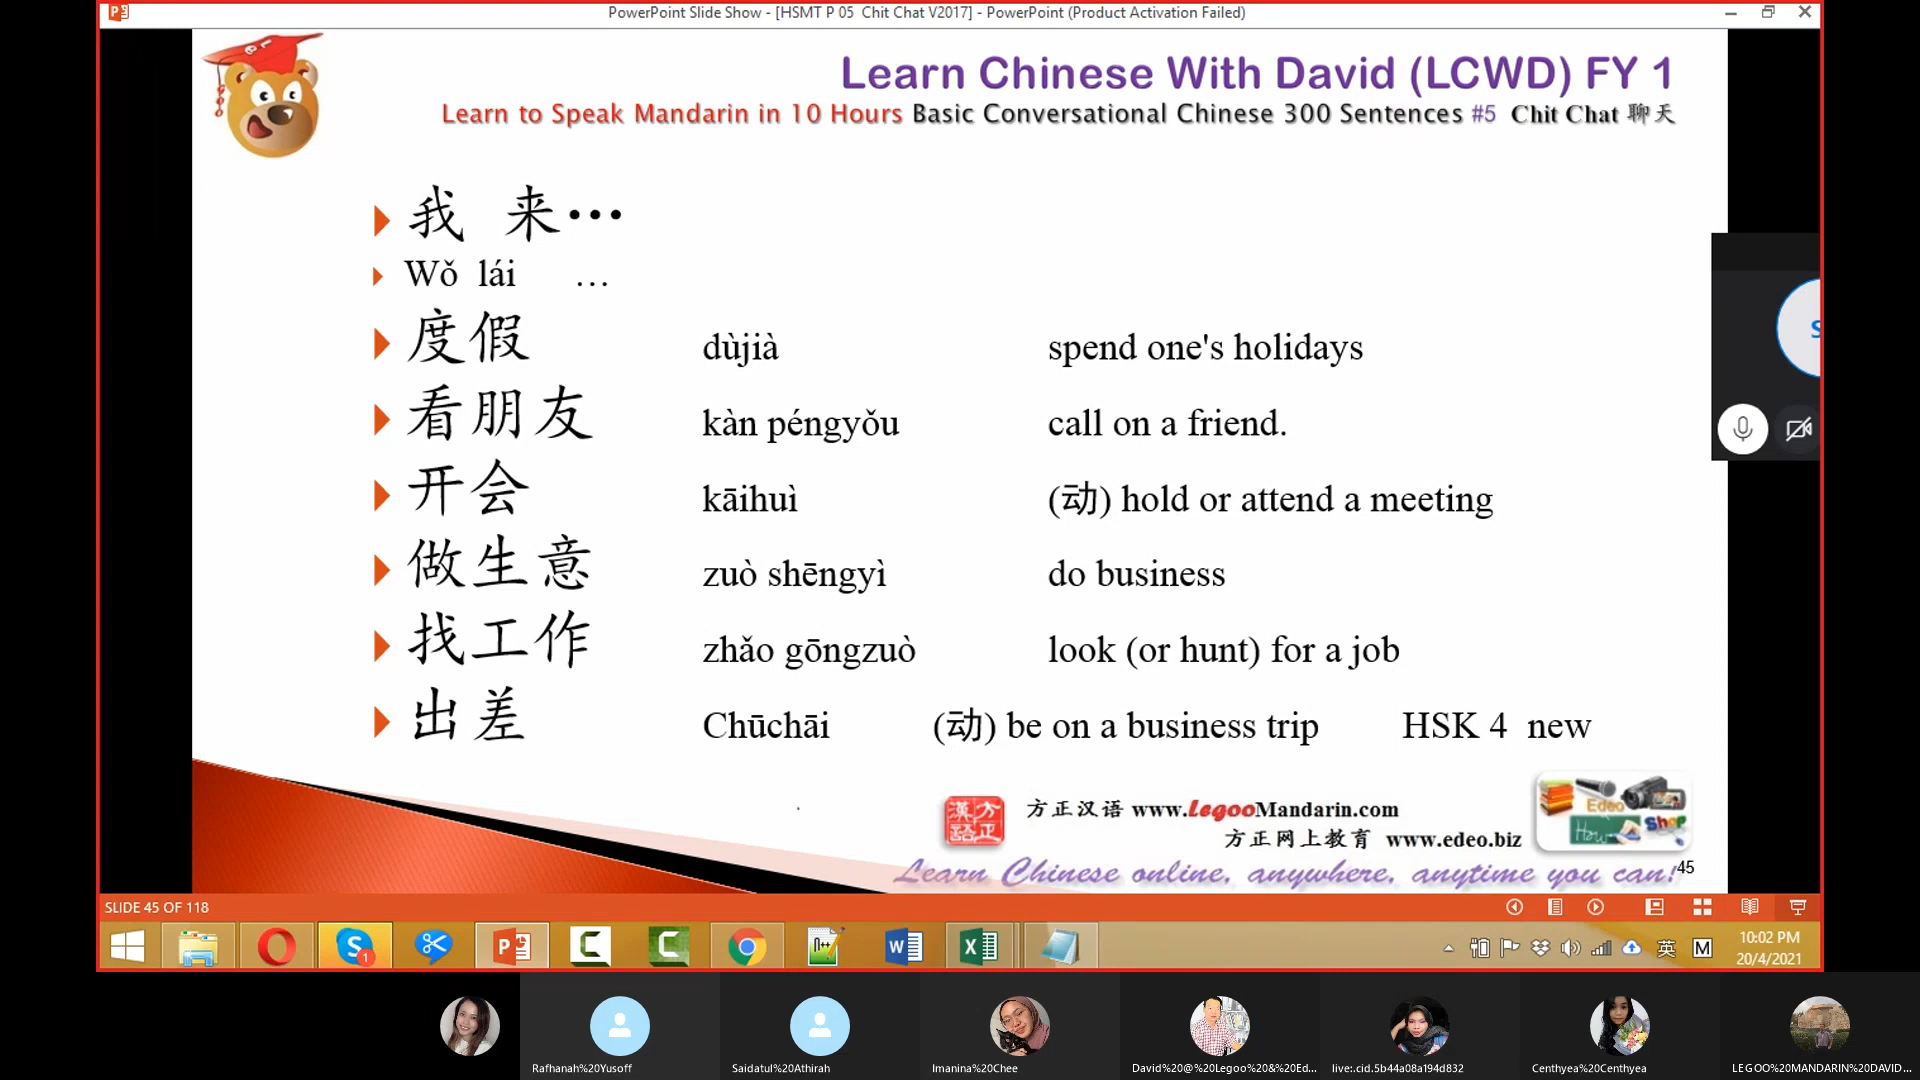 PowerPoint Slide Show - [HSMT P 05 Chit Chat V2017] - PowerPoint (Product Activation Failed)
Learn Chinese With David (LCWD) FY 1
Learn to Speak Mandarin in 10 Hours Basic Conversational Chinese 300 Sentences #5 Chit Chat 聊天
我 来…
Wǒ lái …
度假 dùjià spend one's holidays
看朋友 kàn péngyǒu call on a friend.
开会 kāihuì (动) hold or attend a meeting
做生意 zuò shēngyì do business
找工作 zhǎo gōngzuò look (or hunt) for a job
出差 Chūchāi (动) be on a business trip HSK 4 new
漢語 方正
方正汉语 www.LegooMandarin.com
方正网上教育 www.edeo.biz
Edeo
Shop
Learn Chinese online, anywhere, anytime you can!
45
S
SLIDE 45 OF 118
1
英 M
10:02 PM
20/4/2021
Rafhanah%20Yusoff
Saidatul%20Athirah
Imanina%20Chee
David%20@%20Legoo%20&%20Ed...
live:.cid.5b44a08a194d832
Centhyea%20Centhyea
LEGOO%20MANDARIN%20DAVID...